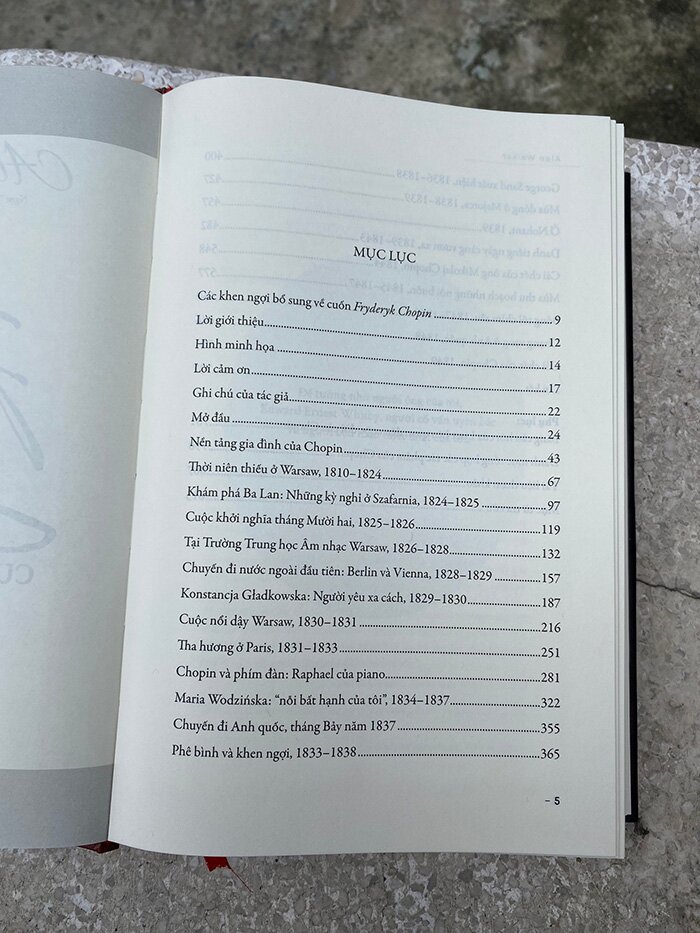 MỤC LỤC
Các khen ngợi bổ sung về cuốn Fryderyk Chopin ........ 9
Lời giới thiệu ........ 12
Hình minh họa ........ 14
Lời cảm ơn ........ 17
Ghi chú của tác giả ........ 22
Mở đầu ........ 24
Nền tảng gia đình của Chopin ........ 43
Thời niên thiếu ở Warsaw, 1810–1824 ........ 67
Khám phá Ba Lan: Những kỳ nghỉ ở Szafarnia, 1824–1825 ........ 97
Cuộc khởi nghĩa tháng Mười hai, 1825–1826 ........ 119
Tại Trường Trung học Âm nhạc Warsaw, 1826–1828 ........ 132
Chuyến đi nước ngoài đầu tiên: Berlin và Vienna, 1828–1829 ........ 157
Konstancja Gładkowska: Người yêu xa cách, 1829–1830 ........ 187
Cuộc nổi dậy Warsaw, 1830–1831 ........ 216
Tha hương ở Paris, 1831–1833 ........ 251
Chopin và phím đàn: Raphael của piano ........ 281
Maria Wodzińska: “nỗi bất hạnh của tôi”, 1834–1837 ........ 322
Chuyến đi Anh quốc, tháng Bảy năm 1837 ........ 355
Phê bình và khen ngợi, 1833–1838 ........ 365
– 5